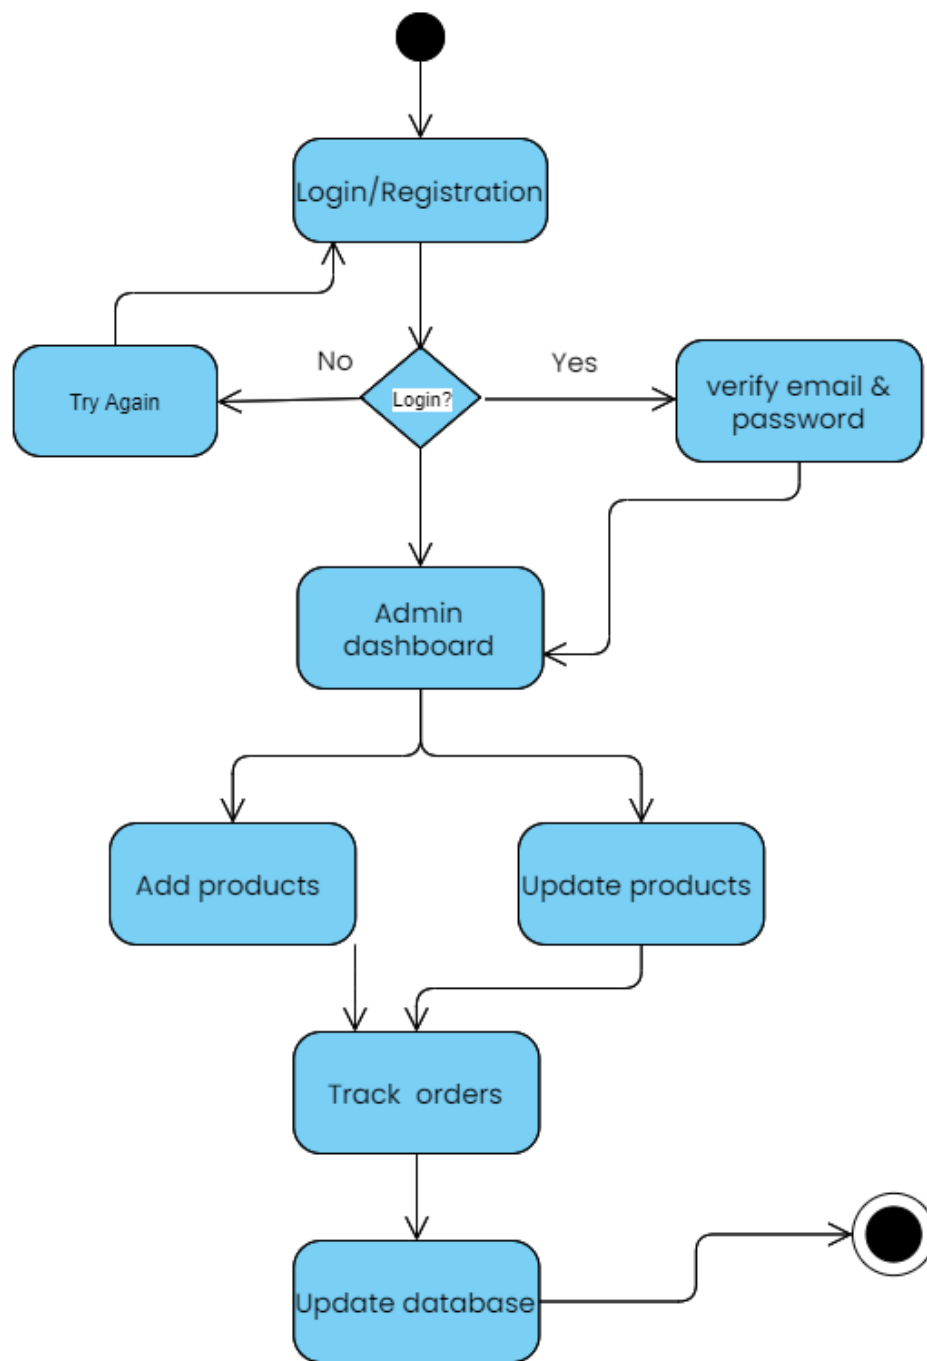 Login/Registration
No
Yes
Try Again
Login?
verify email &
password
Admin
dashboard
Add products
Update products
Track orders
Update database